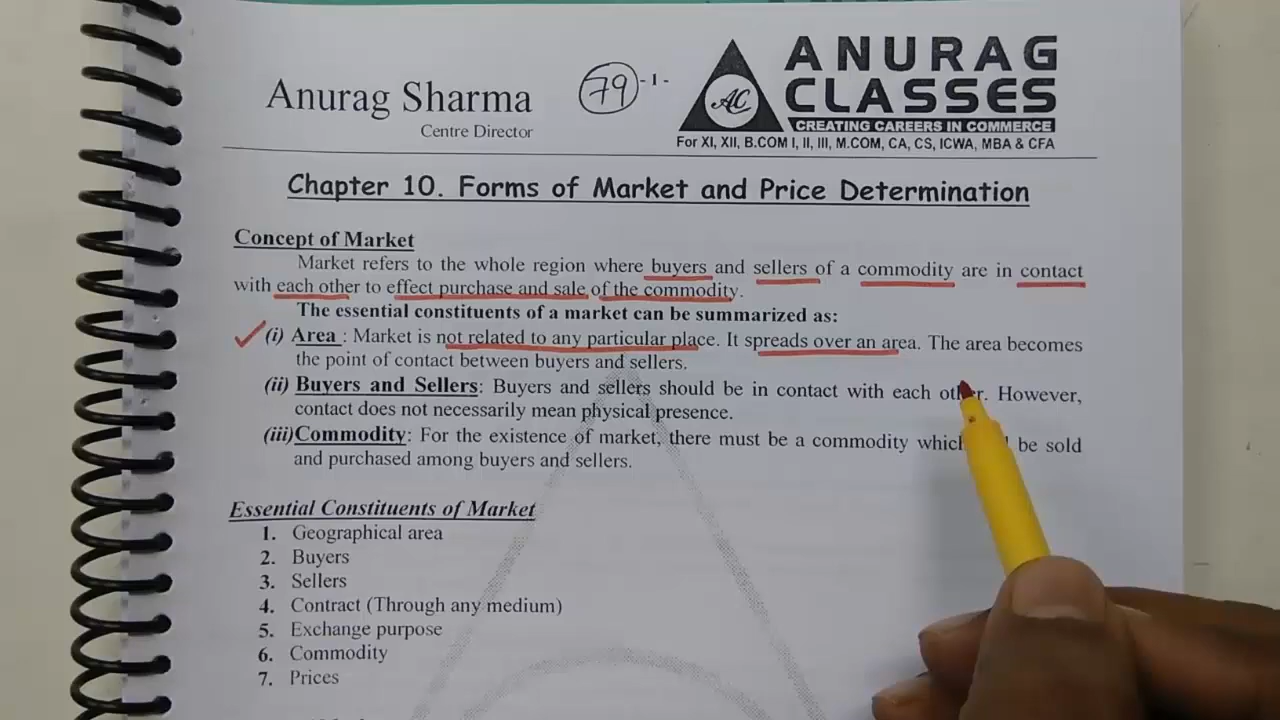 Anurag Sharma
Centre Director
79 -1-
AC
ANURAG
CLASSES
CREATING CAREERS IN COMMERCE
For XI, XII, B.COM I, II, III, M.COM, CA, CS, ICWA, MBA & CFA
Chapter 10. Forms of Market and Price Determination
Concept of Market
Market refers to the whole region where buyers and sellers of a commodity are in contact
with each other to effect purchase and sale of the commodity.
The essential constituents of a market can be summarized as:
(i) Area : Market is not related to any particular place. It spreads over an area. The area becomes
the point of contact between buyers and sellers.
(ii) Buyers and Sellers: Buyers and sellers should be in contact with each other. However,
contact does not necessarily mean physical presence.
(iii)Commodity: For the existence of market, there must be a commodity which be sold
and purchased among buyers and sellers.
Essential Constituents of Market
1. Geographical area
2. Buyers
3. Sellers
4. Contract (Through any medium)
5. Exchange purpose
6. Commodity
7. Prices